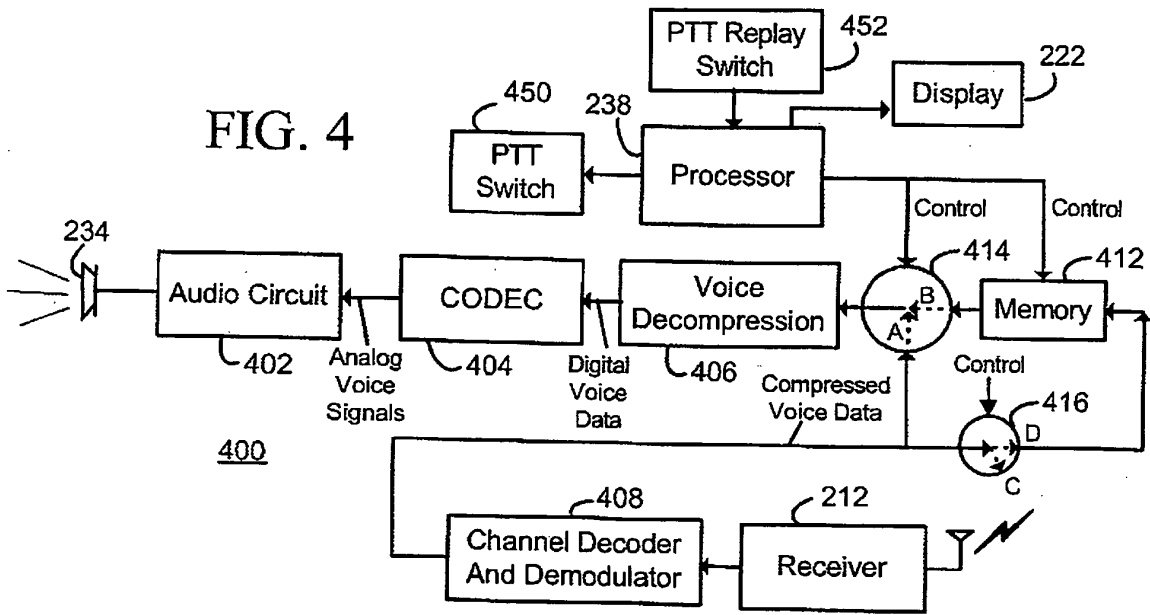 FIG. 4
PTT Replay
Switch
452
222
Display
450
238
PTT
Switch
Processor
Control
Control
234
414
412
Audio Circuit
CODEC
Voice
Decompression
B
A
Memory
402
Analog
Voice
Signals
404
Digital
Voice
Data
406
Compressed
Voice Data
Control
416
D
C
400
408
212
Channel Decoder
And Demodulator
Receiver